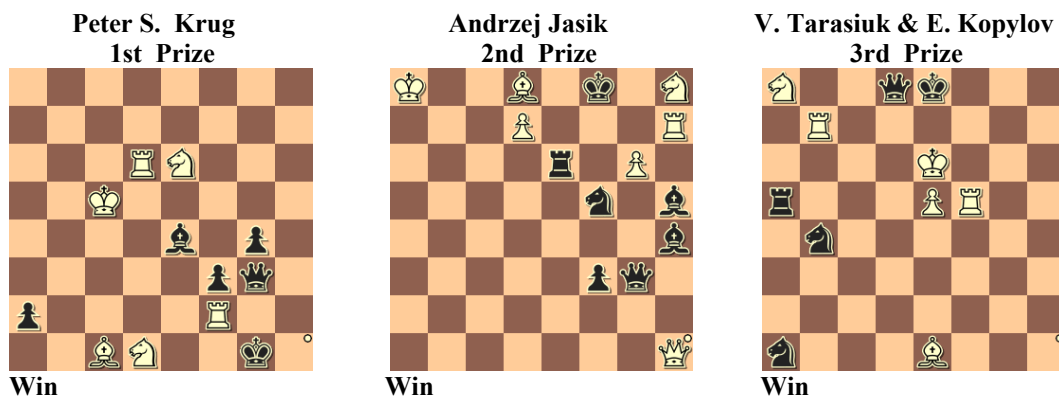 Peter S. Krug
1st Prize
Win
Andrzej Jasik
2nd Prize
Win
V. Tarasiuk & E. Kopylov
3rd Prize
Win